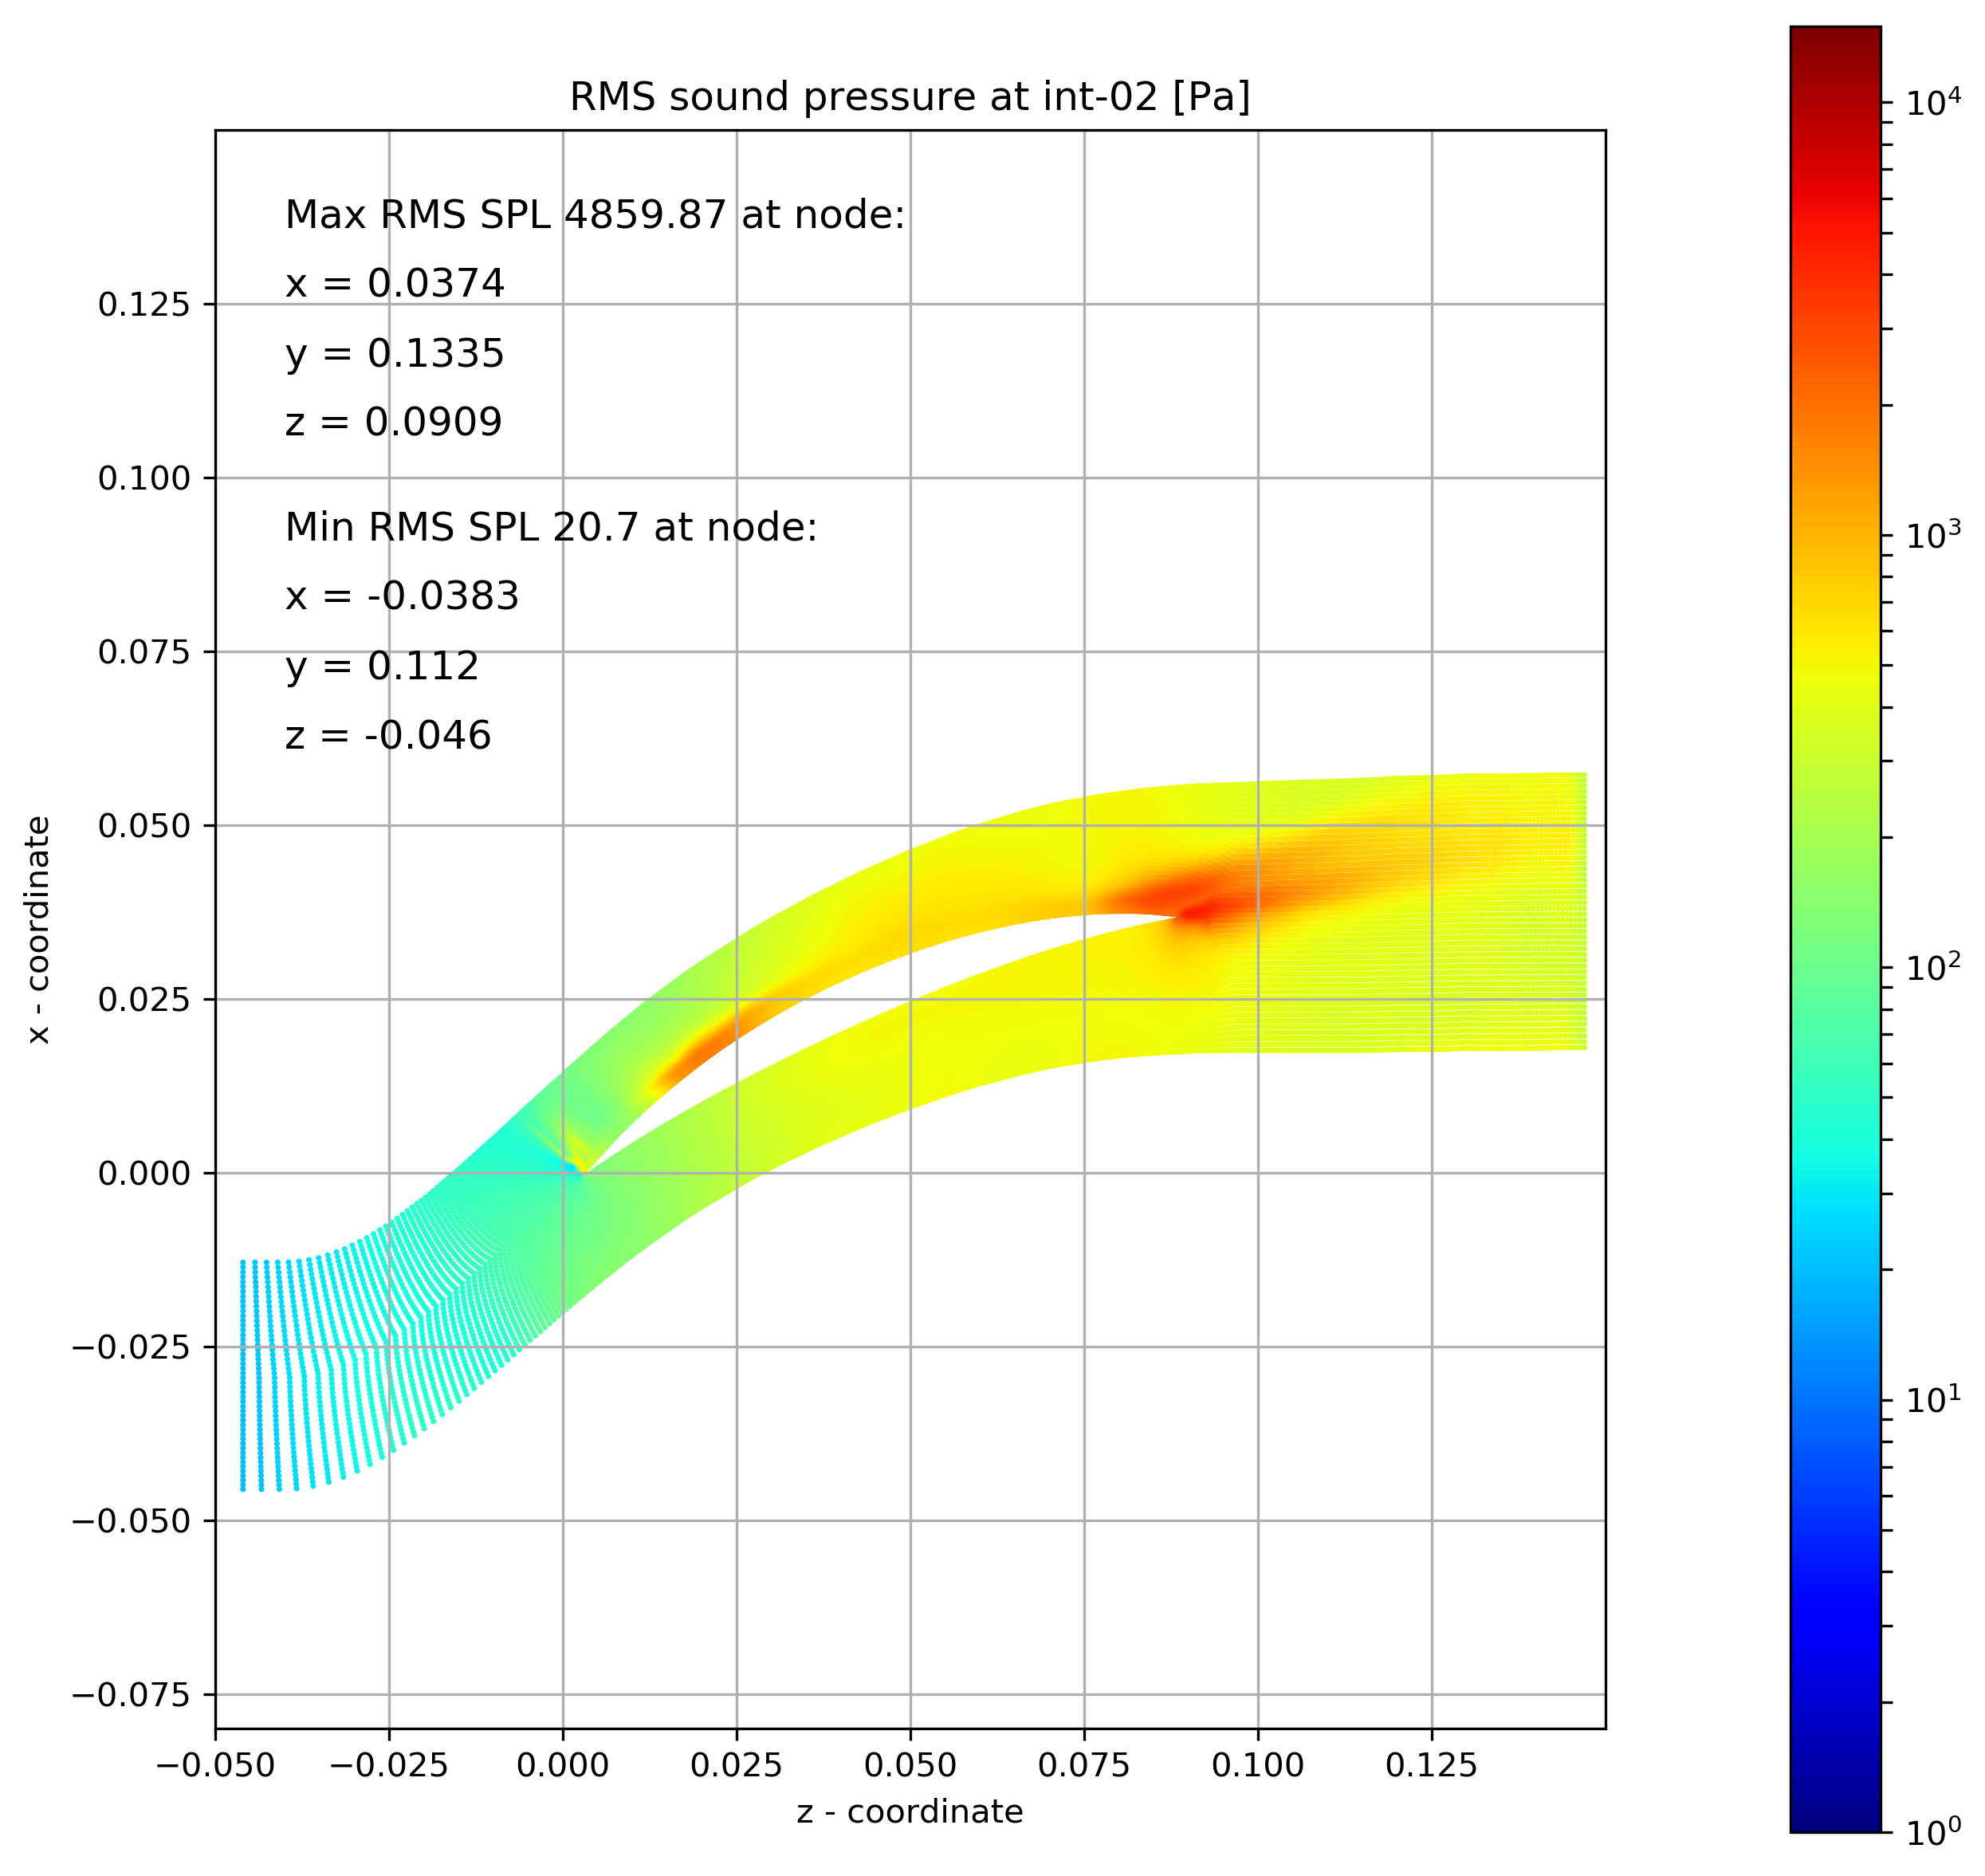 RMS sound pressure at int-02 [Pa]
Max RMS SPL 4859.87 at node:
x = 0.0374
y = 0.1335
z = 0.0909
Min RMS SPL 20.7 at node:
x = -0.0383
y = 0.112
z = -0.046
x - coordinate
0.125
0.100
0.075
0.050
0.025
0.000
−0.025
−0.050
−0.075
−0.050 −0.025 0.000 0.025 0.050 0.075 0.100 0.125
z - coordinate
10⁴
10³
10²
10¹
10⁰